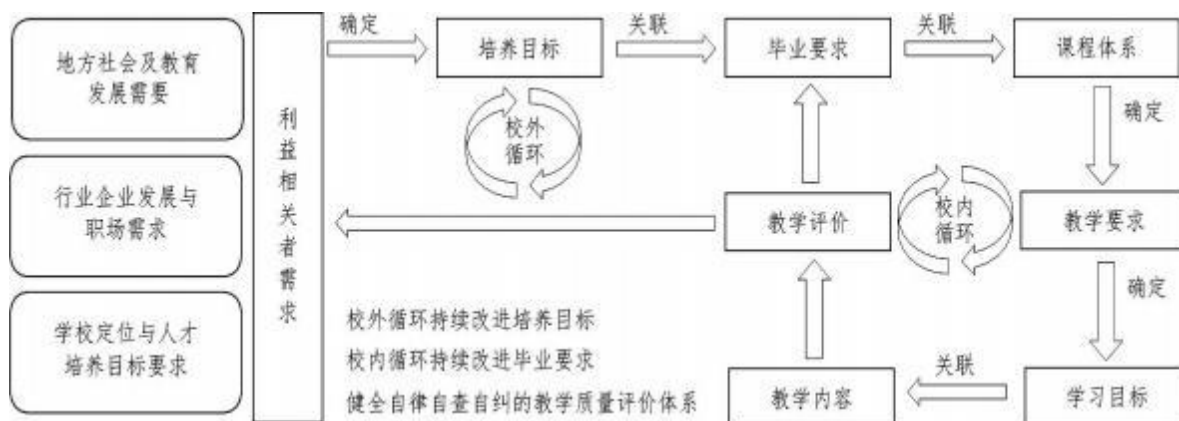 地方社会及教育
发展需要
行业企业发展与
职场需求
学校定位与人才
培养目标要求
利益相关者需求
确定
培养目标
关联
毕业要求
关联
课程体系
确定
校外
循环
教学评价
校内
循环
教学要求
确定
学习目标
关联
教学内容
校外循环持续改进培养目标
校内循环持续改进毕业要求
健全自律自查自纠的教学质量评价体系